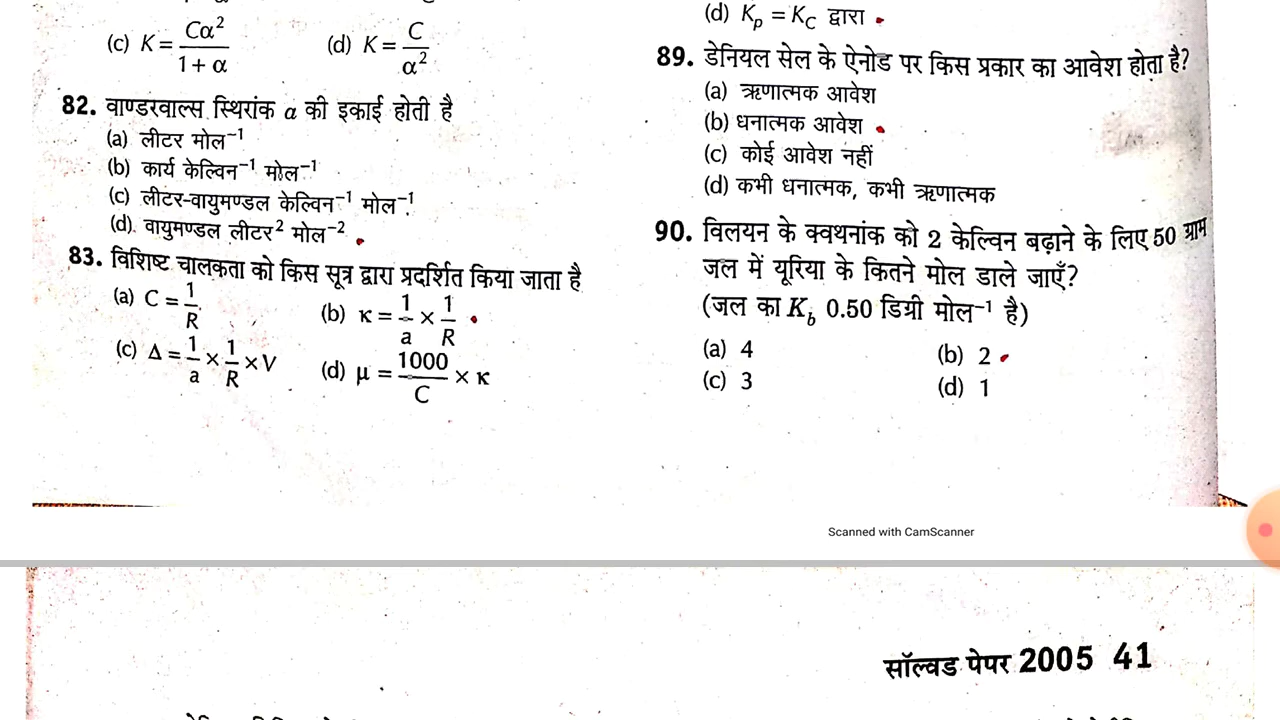 (c) K = Cα²/1 + α (d) K = C/α²
82. वाण्डरवाल्स स्थिरांक a की इकाई होती है
(a) लीटर मोल⁻¹
(b) कार्य केल्विन⁻¹ मोल⁻¹
(c) लीटर-वायुमण्डल केल्विन⁻¹ मोल⁻¹
(d) वायुमण्डल लीटर² मोल⁻²
83. विशिष्ट चालकता को किस सूत्र द्वारा प्रदर्शित किया जाता है
(a) C = 1/R (b) κ = 1/a × 1/R
(c) Δ = 1/a × 1/R × V (d) μ = 1000/C × κ
(d) Kp = KC द्वारा
89. डेनियल सेल के ऐनोड पर किस प्रकार का आवेश होता है?
(a) ऋणात्मक आवेश
(b) धनात्मक आवेश
(c) कोई आवेश नहीं
(d) कभी धनात्मक, कभी ऋणात्मक
90. विलयन के क्वथनांक को 2 केल्विन बढ़ाने के लिए 50 ग्राम
जल में यूरिया के कितने मोल डाले जाएँ?
(जल का Kb 0.50 डिग्री मोल⁻¹ है)
(a) 4 (b) 2
(c) 3 (d) 1
Scanned with CamScanner
सॉल्वड पेपर 2005 41